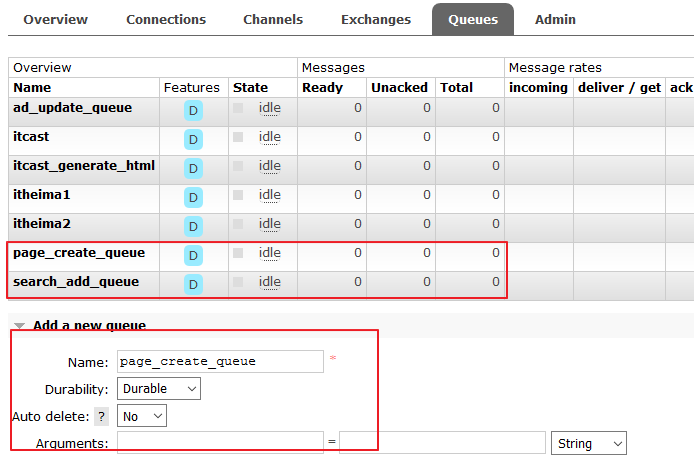 Overview Connections Channels Exchanges Queues Admin
Overview Messages Message rates
Name Features State Ready Unacked Total incoming deliver / get ack
ad_update_queue D idle 0 0 0
itcast D idle 0 0 0
itcast_generate_html D idle 0 0 0
itheima1 D idle 0 0 0
itheima2 D idle 0 0 0
page_create_queue D idle 0 0 0
search_add_queue D idle 0 0 0
Add a new queue
Name: page_create_queue *
Durability: Durable
Auto delete: ? No
Arguments: = String